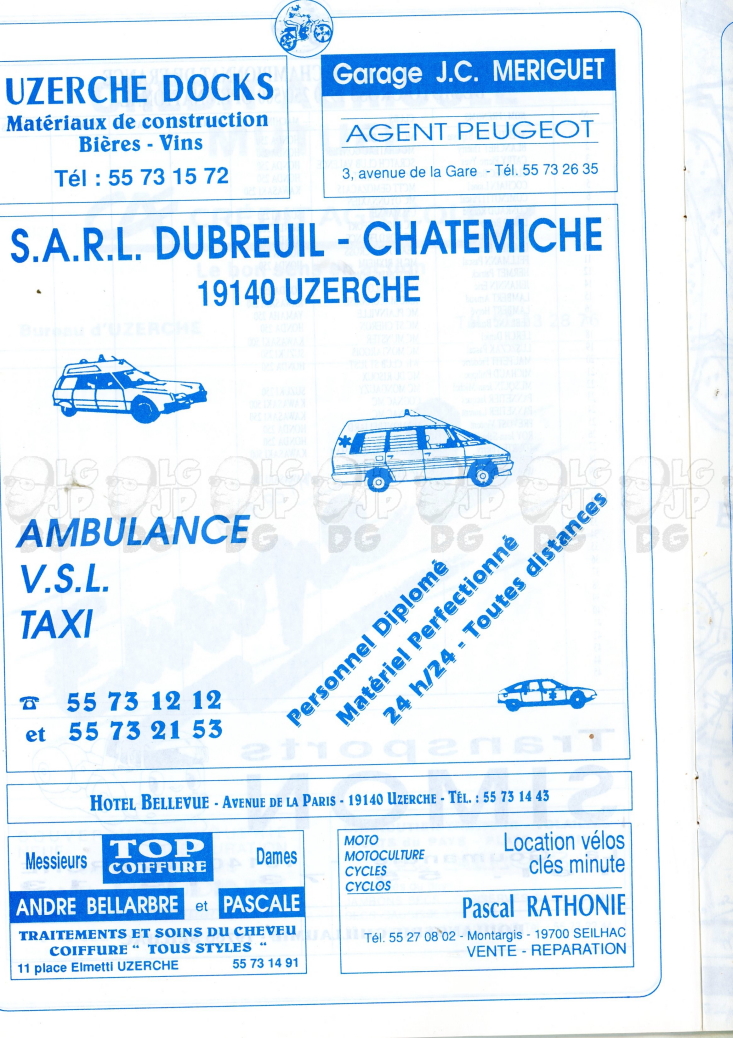 UZERCHE DOCKS
Matériaux de construction
Bières - Vins
Tél : 55 73 15 72
Garage J.C. MERIGUET
AGENT PEUGEOT
3, avenue de la Gare - Tél. 55 73 26 35
S.A.R.L. DUBREUIL - CHATEMICHE
19140 UZERCHE
LG JP DG
AMBULANCE
V.S.L.
TAXI
Personnel Diplomé
Matériel Perfectionné
24 h/24 - Toutes distances
☎ 55 73 12 12
et 55 73 21 53
HOTEL BELLEVUE - AVENUE DE LA PARIS - 19140 UZERCHE - TÉL. : 55 73 14 43
Messieurs TOP COIFFURE Dames
ANDRE BELLARBRE et PASCALE
TRAITEMENTS ET SOINS DU CHEVEU
COIFFURE " TOUS STYLES "
11 place Elmetti UZERCHE 55 73 14 91
MOTO
MOTOCULTURE
CYCLES
CYCLOS
Location vélos
clés minute
Pascal RATHONIE
Tél. 55 27 08 02 - Montargis - 19700 SEILHAC
VENTE - REPARATION